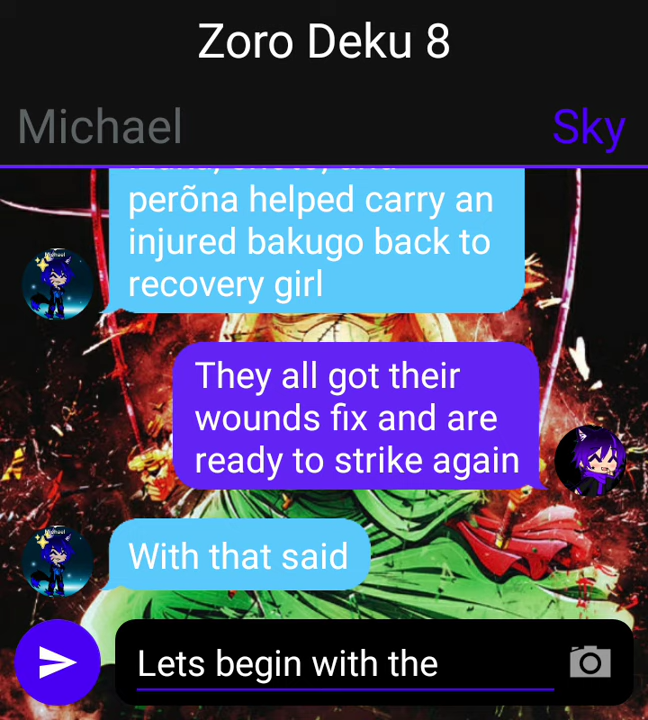 Zoro Deku 8
Michael
Sky
perõna helped carry an
injured bakugo back to
recovery girl
They all got their
wounds fix and are
ready to strike again
With that said
Lets begin with the